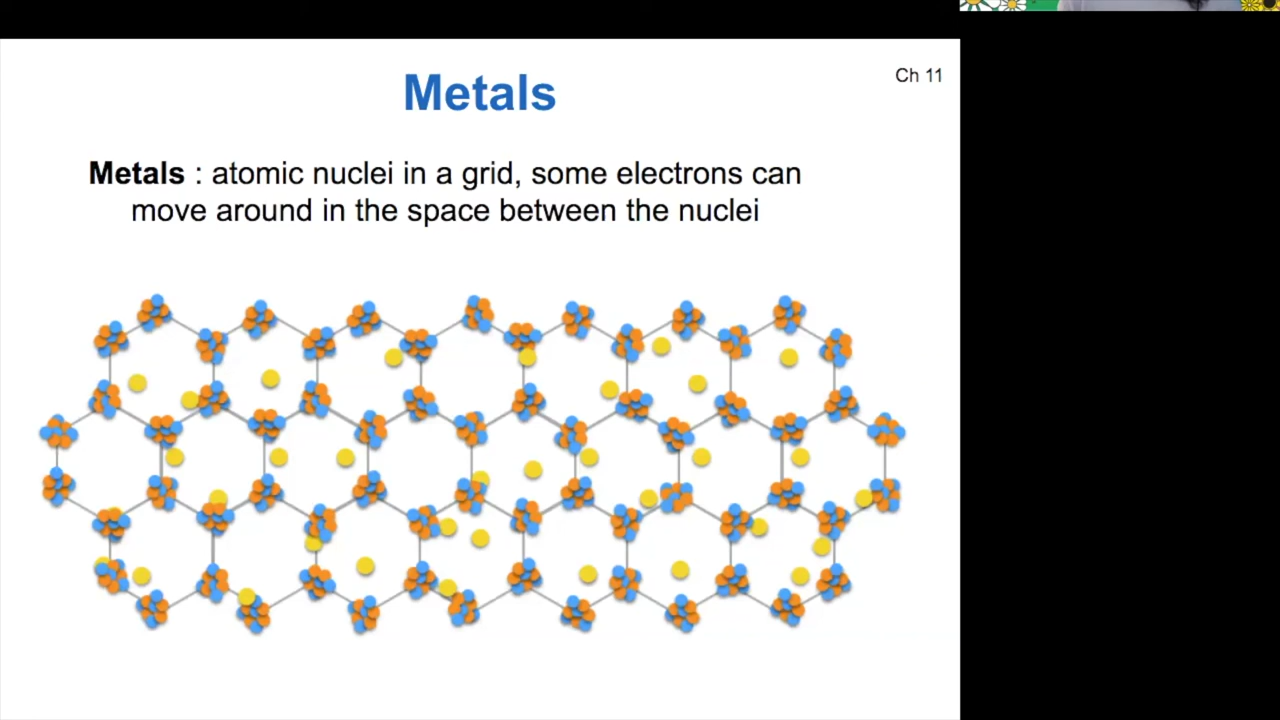 Ch 11
Metals
Metals : atomic nuclei in a grid, some electrons can
move around in the space between the nuclei